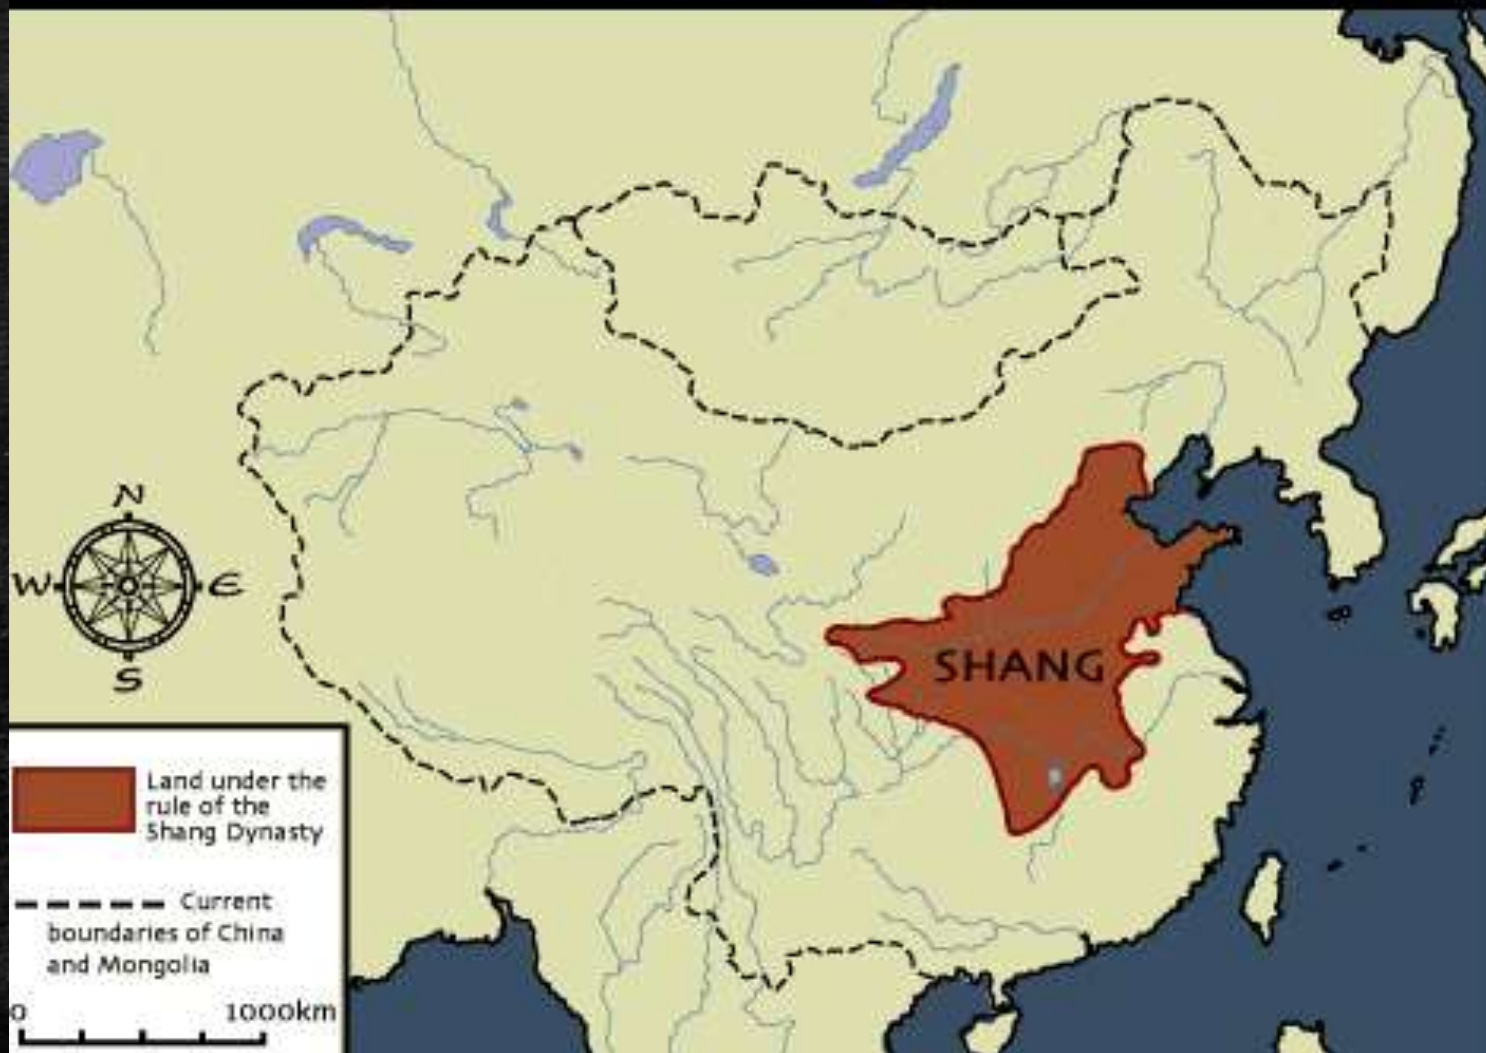 N
W
E
S
SHANG
Land under the
rule of the
Shang Dynasty
Current
boundaries of China
and Mongolia
0
1000km